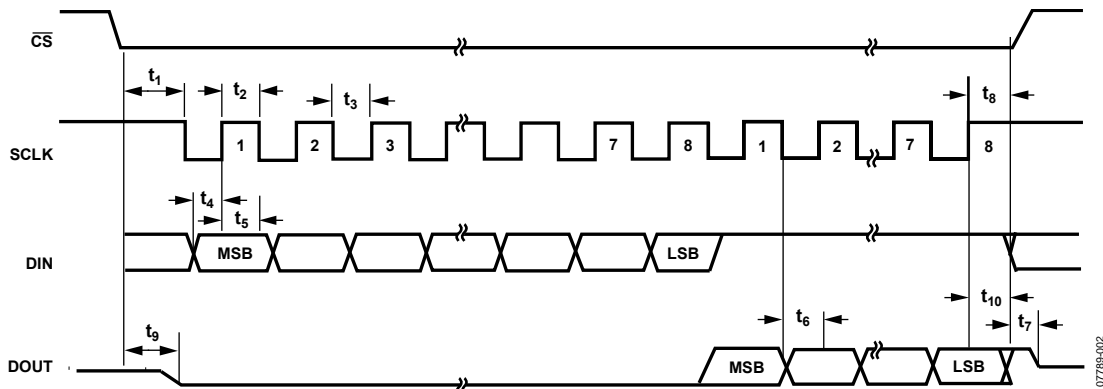 CS
t1
t2
t3
t8
SCLK
1
2
3
7
8
1
2
7
8
t4
t5
DIN
MSB
LSB
t10
t9
t6
t7
DOUT
MSB
LSB
07789-002